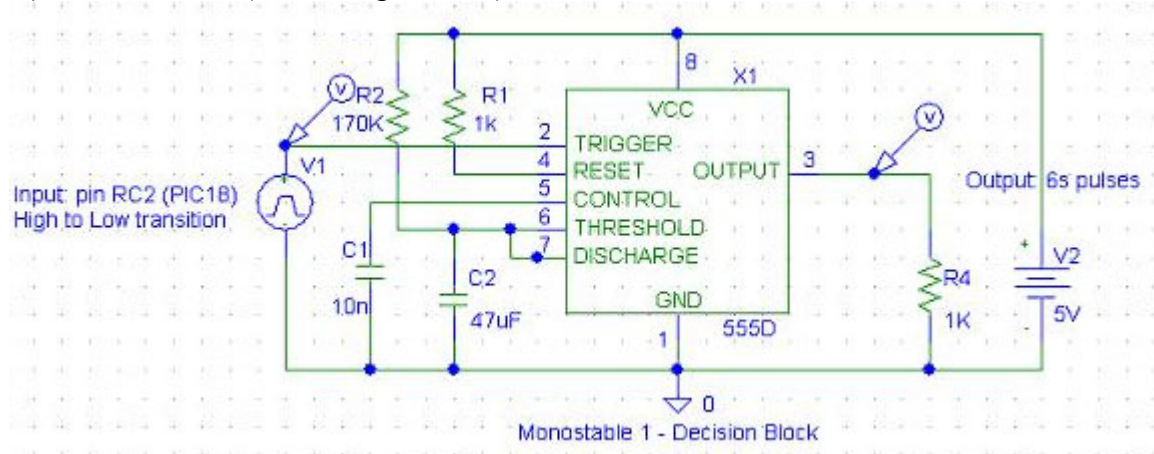 8
X1
V
R2
R1
VCC
V
170K
1k
2
TRIGGER
V1
4
RESET
OUTPUT
3
Input: pin RC2 (PIC18)
High to Low transition
5
CONTROL
Output: 6s pulses
6
THRESHOLD
C1
7
DISCHARGE
+
V2
C2
R4
10n
GND
47uF
555D
1K
5V
-
1
0
Monostable 1 - Decision Block